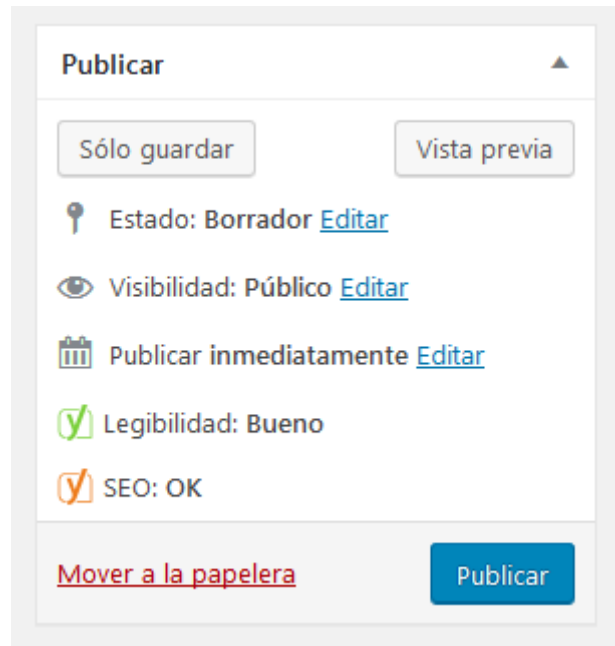 Publicar
Sólo guardar Vista previa
Estado: Borrador Editar
Visibilidad: Público Editar
Publicar inmediatamente Editar
Legibilidad: Bueno
SEO: OK
Mover a la papelera Publicar